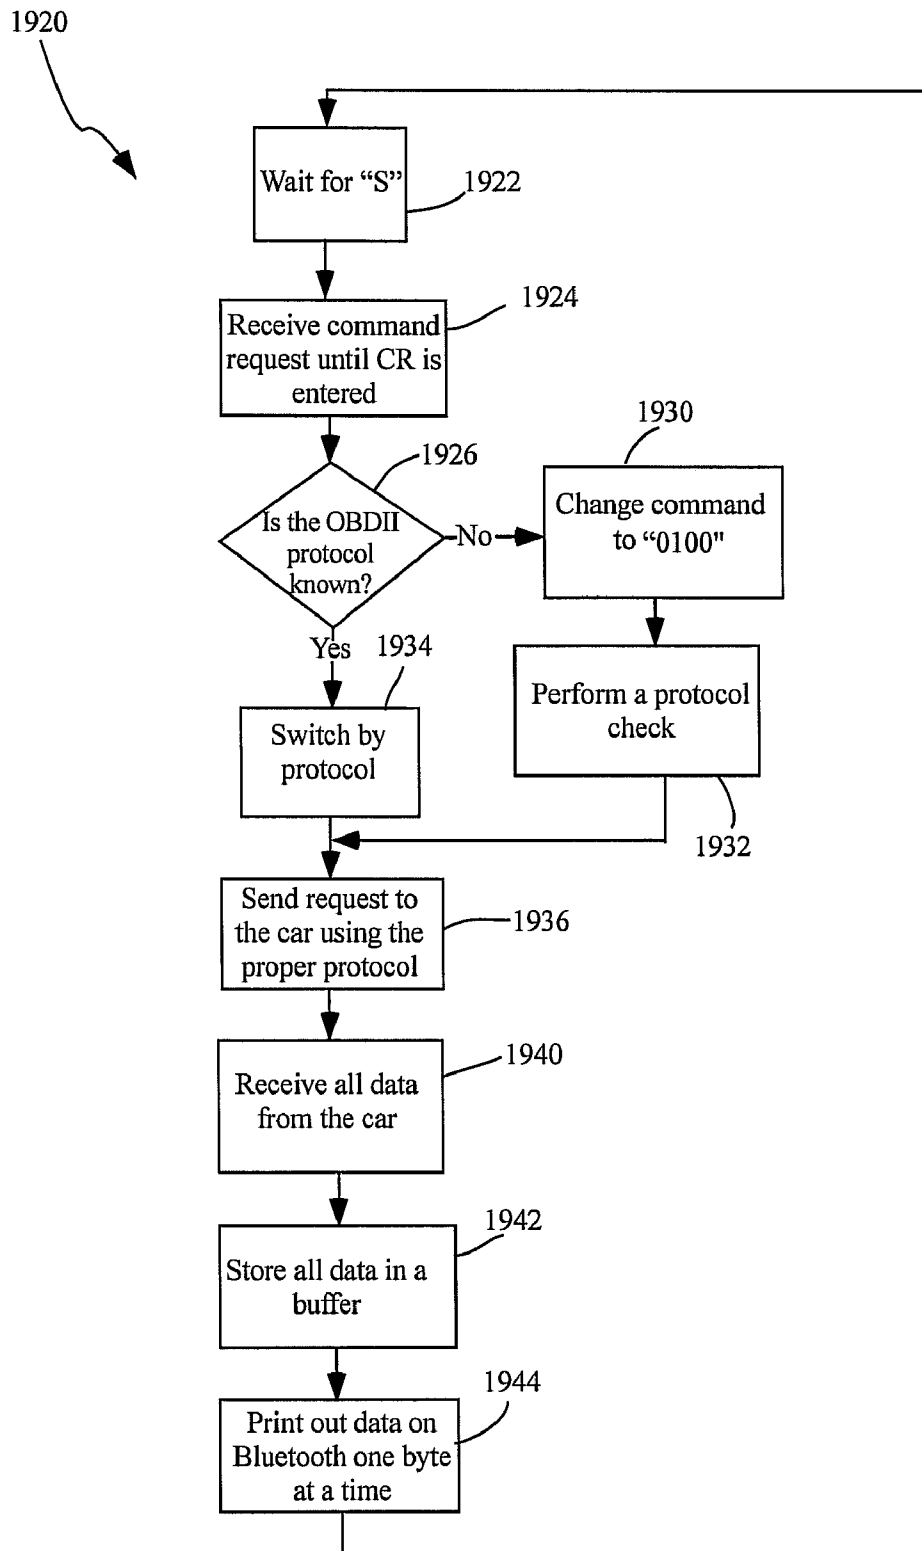 1920
Wait for “S”
1922
1924
Receive command
request until CR is
entered
1926
1930
Is the OBDII
protocol
known?
No
Change command
to “0100"
Yes
1934
Perform a protocol
check
Switch by
protocol
1932
Send request to
the car using the
proper protocol
1936
1940
Receive all data
from the car
1942
Store all data in a
buffer
1944
Print out data on
Bluetooth one byte
at a time